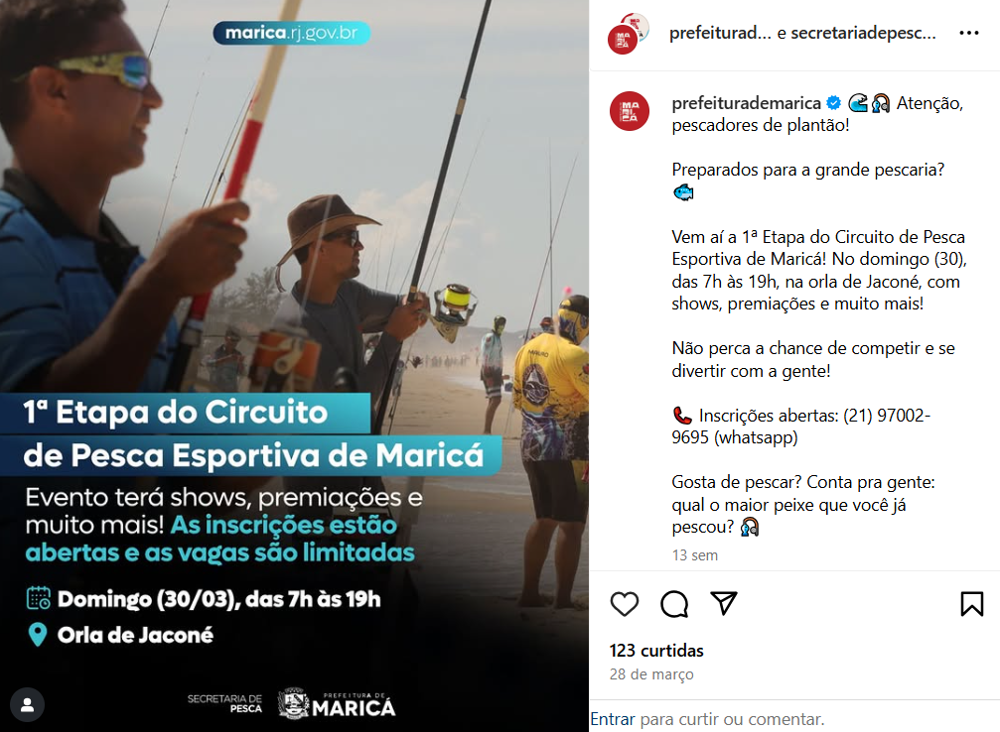 marica.rj.gov.br
1ª Etapa do Circuito
de Pesca Esportiva de Maricá
Evento terá shows, premiações e
muito mais! As inscrições estão
abertas e as vagas são limitadas
Domingo (30/03), das 7h às 19h
Orla de Jaconé
SECRETARIA DE
PESCA
PREFEITURA DE
MARICÁ
prefeiturad... e secretariadepesc...
prefeiturademarica Atenção,
pescadores de plantão!
Preparados para a grande pescaria?
Vem aí a 1ª Etapa do Circuito de Pesca
Esportiva de Maricá! No domingo (30),
das 7h às 19h, na orla de Jaconé, com
shows, premiações e muito mais!
Não perca a chance de competir e se
divertir com a gente!
Inscrições abertas: (21) 97002-
9695 (whatsapp)
Gosta de pescar? Conta pra gente:
qual o maior peixe que você já
pescou?
13 sem
123 curtidas
28 de março
Entrar para curtir ou comentar.